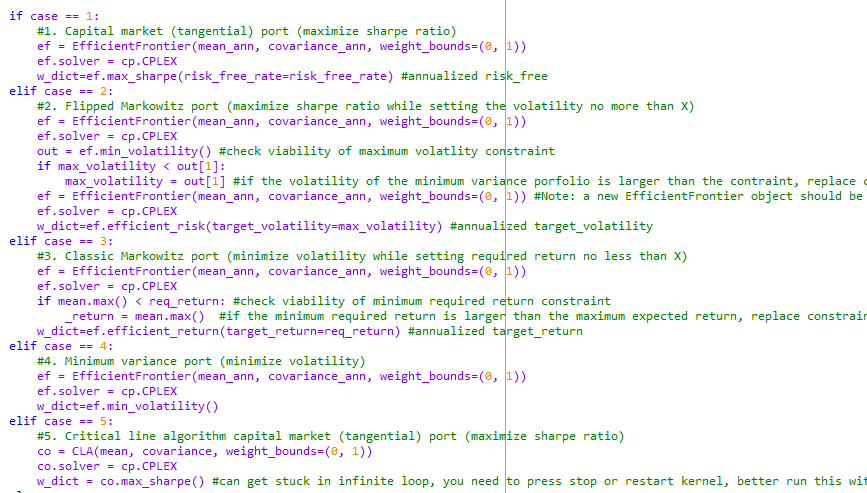 if case == 1:
#1. Capital market (tangential) port (maximize sharpe ratio)
ef = EfficientFrontier(mean_ann, covariance_ann, weight_bounds=(0, 1))
ef.solver = cp.CPLEX
w_dict=ef.max_sharpe(risk_free_rate=risk_free_rate) #annualized risk_free
elif case == 2:
#2. Flipped Markowitz port (maximize sharpe ratio while setting the volatility no more than X)
ef = EfficientFrontier(mean_ann, covariance_ann, weight_bounds=(0, 1))
ef.solver = cp.CPLEX
out = ef.min_volatility() #check viability of maximum volatlity constraint
if max_volatility < out[1]:
max_volatility = out[1] #if the volatility of the minimum variance porfolio is larger than the contraint, replace
ef = EfficientFrontier(mean_ann, covariance_ann, weight_bounds=(0, 1)) #Note: a new EfficientFrontier object should be
ef.solver = cp.CPLEX
w_dict=ef.efficient_risk(target_volatility=max_volatility) #annualized target_volatility
elif case == 3:
#3. Classic Markowitz port (minimize volatility while setting required return no less than X)
ef = EfficientFrontier(mean_ann, covariance_ann, weight_bounds=(0, 1))
ef.solver = cp.CPLEX
if mean.max() < req_return: #check viability of minimum required return constraint
_return = mean.max()  #if the minimum required return is larger than the maximum expected return, replace constrain
w_dict=ef.efficient_return(target_return=req_return) #annualized target_return
elif case == 4:
#4. Minimum variance port (minimize volatility)
ef = EfficientFrontier(mean_ann, covariance_ann, weight_bounds=(0, 1))
ef.solver = cp.CPLEX
w_dict=ef.min_volatility()
elif case == 5:
#5. Critical line algorithm capital market (tangential) port (maximize sharpe ratio)
co = CLA(mean, covariance, weight_bounds=(0, 1))
co.solver = cp.CPLEX
w_dict = co.max_sharpe() #can get stuck in infinite loop, you need to press stop or restart kernel, better run this wit